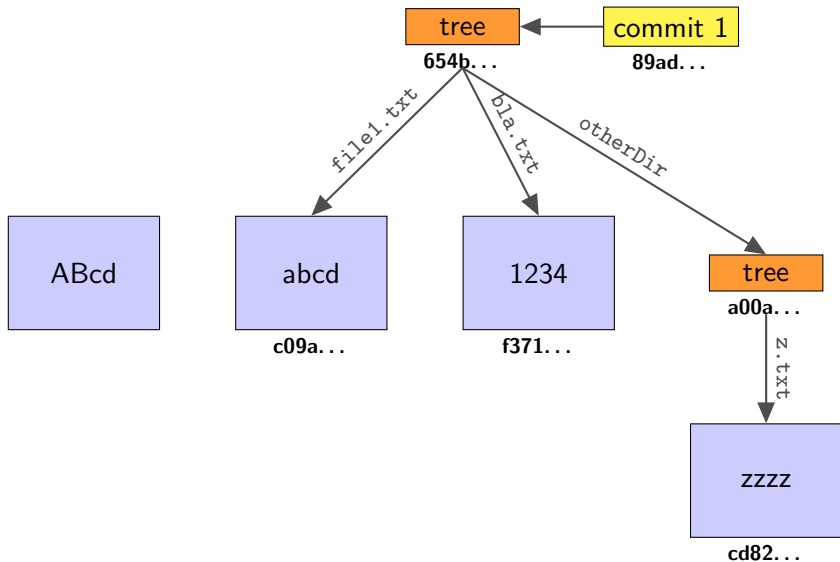 tree
commit 1
654b...
89ad...
file1.txt
bla.txt
otherDir
ABcd
abcd
1234
tree
c09a...
f371...
a00a...
z.txt
zzzz
cd82...